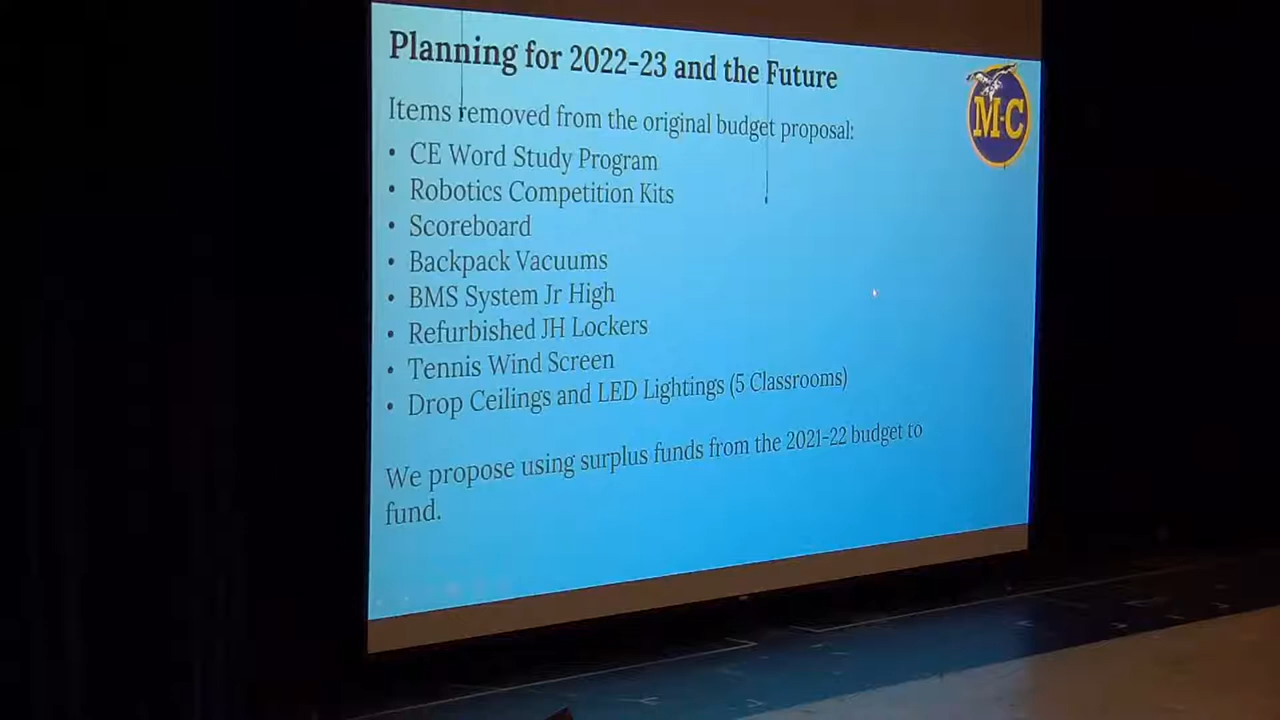 Planning for 2022-23 and the Future
M-C
Items removed from the original budget proposal:
• CE Word Study Program
• Robotics Competition Kits
• Scoreboard
• Backpack Vacuums
• BMS System Jr High
• Refurbished JH Lockers
• Tennis Wind Screen
• Drop Ceilings and LED Lightings (5 Classrooms)
We propose using surplus funds from the 2021-22 budget to
fund.